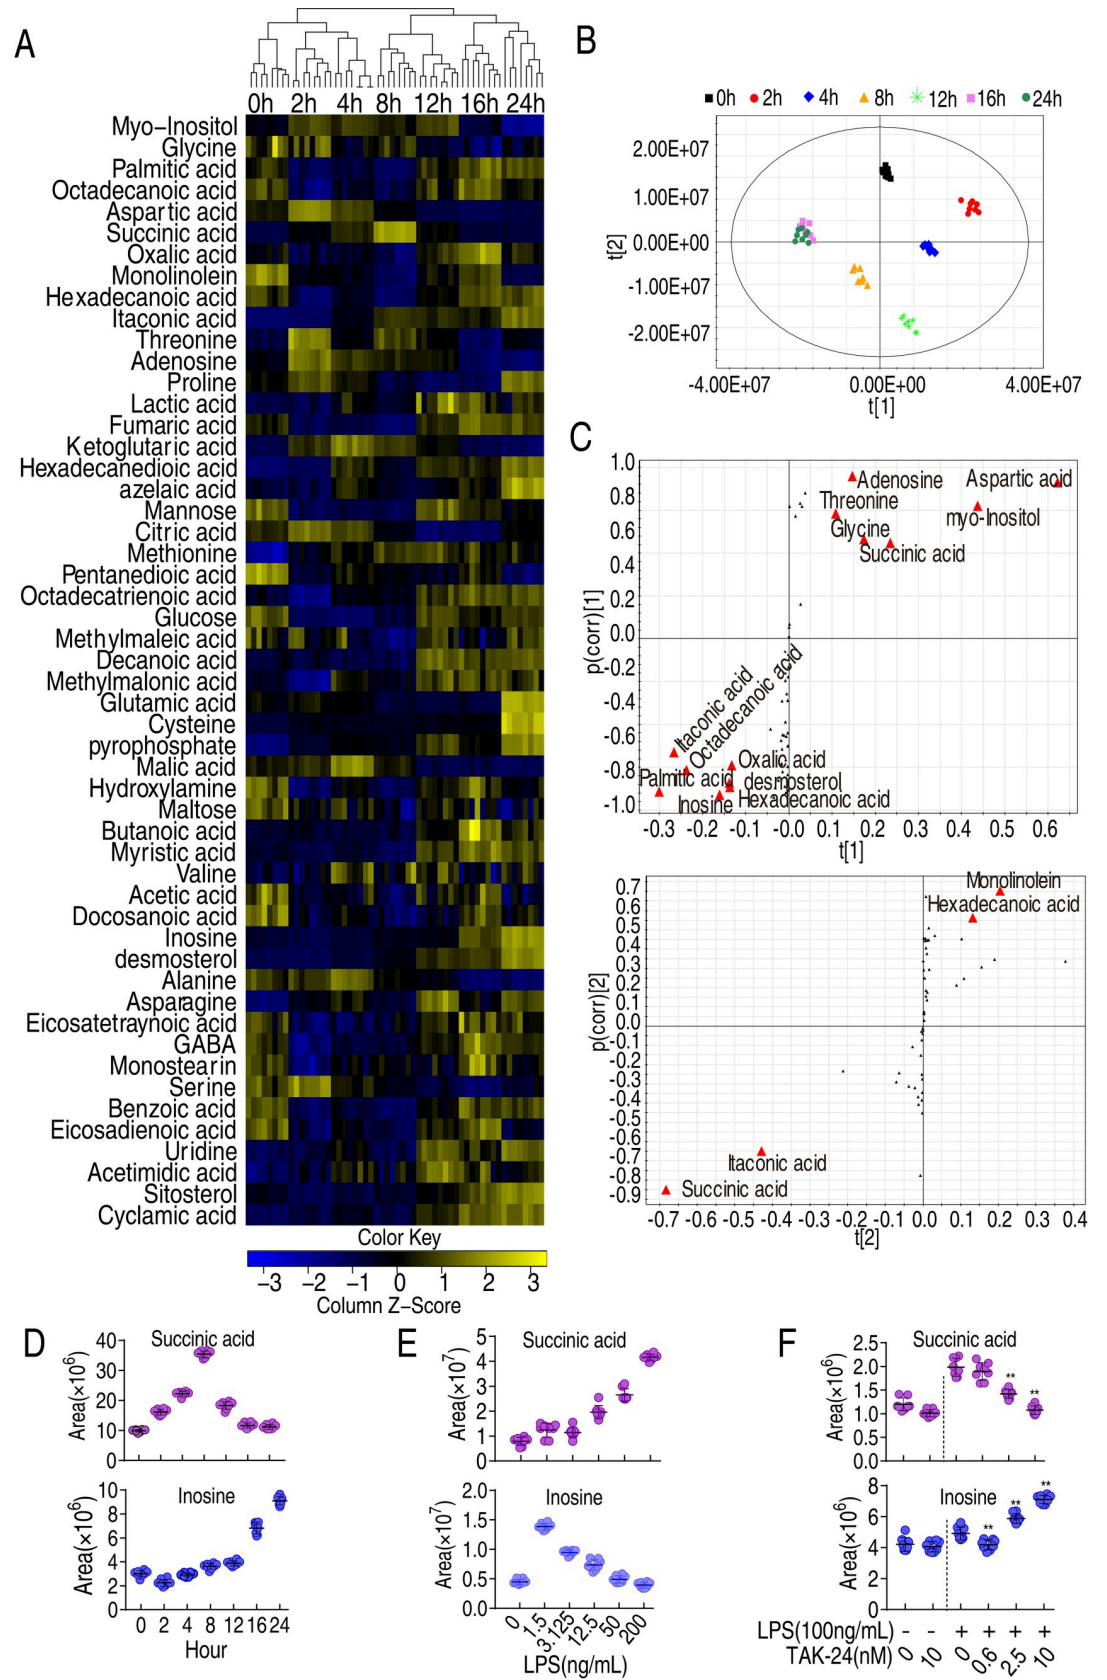 A
0h 2h 4h 8h 12h 16h 24h
Myo-Inositol
Glycine
Palmitic acid
Octadecanoic acid
Aspartic acid
Succinic acid
Oxalic acid
Monolinolein
Hexadecanoic acid
Itaconic acid
Threonine
Adenosine
Proline
Lactic acid
Fumaric acid
Ketoglutaric acid
Hexadecanedioic acid
azelaic acid
Mannose
Citric acid
Methionine
Pentanedioic acid
Octadecatrienoic acid
Glucose
Methylmaleic acid
Decanoic acid
Methylmalonic acid
Glutamic acid
Cysteine
pyrophosphate
Malic acid
Hydroxylamine
Maltose
Butanoic acid
Myristic acid
Valine
Acetic acid
Docosanoic acid
Inosine
desmosterol
Alanine
Asparagine
Eicosatetraynoic acid
GABA
Monostearin
Serine
Benzoic acid
Eicosadienoic acid
Uridine
Acetimidic acid
Sitosterol
Cyclamic acid
Color Key
−3 −2 −1 0 1 2 3
Column Z−Score
B
0h 2h 4h 8h 12h 16h 24h
2.00E+07
1.00E+07
0.00E+00
-1.00E+07
-2.00E+07
t[2]
-4.00E+07 0.00E+00 4.00E+07
t[1]
C
1.0
0.8
0.6
0.4
0.2
0.0
-0.2
-0.4
-0.6
-0.8
-1.0
p(corr)[1]
Adenosine
Aspartic acid
Threonine
myo-Inositol
Glycine
Succinic acid
Itaconic acid
Octadecanoic acid
Oxalic acid
Palmitic acid
desmosterol
Inosine
Hexadecanoic acid
-0.3 -0.2 -0.1 -0.0 0.1 0.2 0.3 0.4 0.5 0.6
t[1]
0.7
0.6
0.5
0.4
0.3
0.2
0.1
0.0
-0.1
-0.2
-0.3
-0.4
-0.5
-0.6
-0.7
-0.8
-0.9
p(corr)[2]
Monolinolein
Hexadecanoic acid
Itaconic acid
Succinic acid
-0.7 -0.6 -0.5 -0.4 -0.3 -0.2 -0.1 0.0 0.1 0.2 0.3 0.4
t[2]
D
Succinic acid
Area(×10⁶)
40
30
20
10
0
Inosine
Area(×10⁶)
10
8
6
4
2
0
0 2 4 8 12 16 24
Hour
E
Succinic acid
Area(×10⁷)
5
4
3
2
1
0
Inosine
Area(×10⁷)
2.0
1.5
1.0
0.5
0.0
0 1.5 3.125 12.5 50 200
LPS(ng/mL)
F
Succinic acid
Area(×10⁶)
2.5
2.0
1.5
1.0
0.5
0.0
** **
Inosine
Area(×10⁶)
8
6
4
2
0
** ** **
LPS(100ng/mL) - - + + + +
TAK-24(nM) 0 10 0 0.6 2.5 10